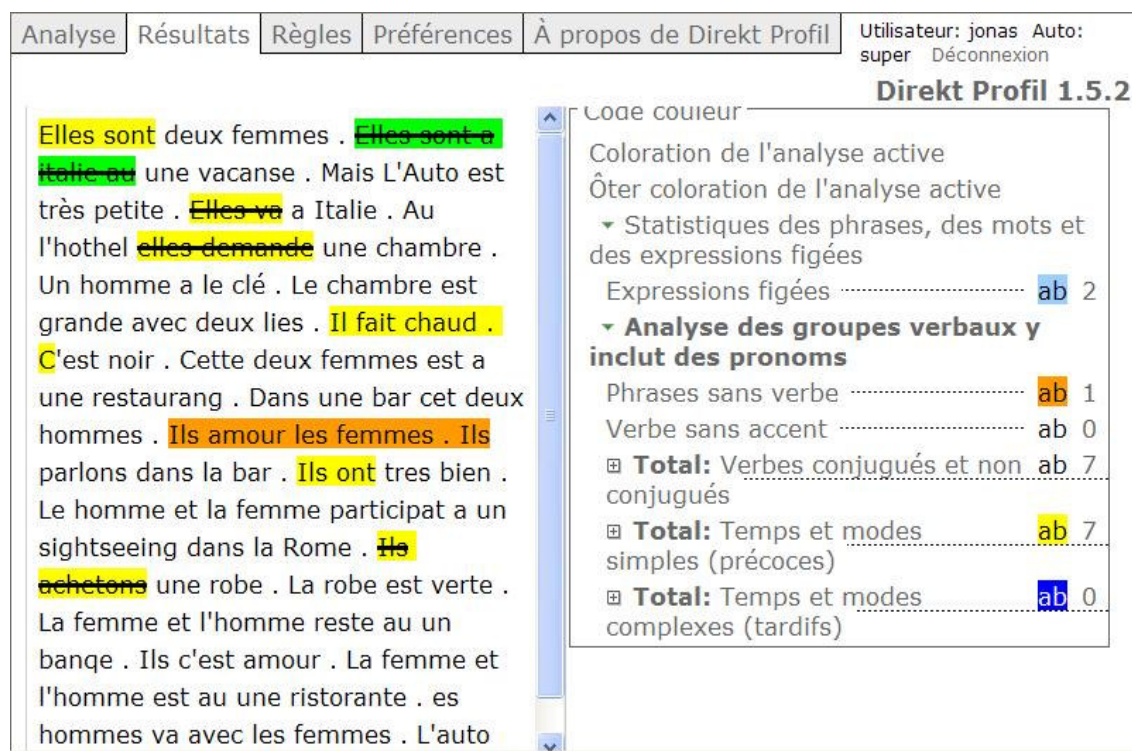 Analyse Résultats Règles Préférences À propos de Direkt Profil
Utilisateur: jonas Auto:
super Déconnexion
Direkt Profil 1.5.2
Elles sont deux femmes . Elles sont a
italie au une vacanse . Mais L'Auto est
très petite . Elles va a Italie . Au
l'hothel elles demande une chambre .
Un homme a le clé . Le chambre est
grande avec deux lies . Il fait chaud .
C'est noir . Cette deux femmes est a
une restaurang . Dans une bar cet deux
hommes . Ils amour les femmes . Ils
parlons dans la bar . Ils ont tres bien .
Le homme et la femme participat a un
sightseeing dans la Rome . Ils
achetons une robe . La robe est verte .
La femme et l'homme reste au un
banqe . Ils c'est amour . La femme et
l'homme est au une ristorante . es
hommes va avec les femmes . L'auto
Code couleur
Coloration de l'analyse active
Ôter coloration de l'analyse active
Statistiques des phrases, des mots et
des expressions figées
Expressions figées ab 2
Analyse des groupes verbaux y
inclut des pronoms
Phrases sans verbe ab 1
Verbe sans accent ab 0
Total: Verbes conjugués et non ab 7
conjugués
Total: Temps et modes ab 7
simples (précoces)
Total: Temps et modes ab 0
complexes (tardifs)